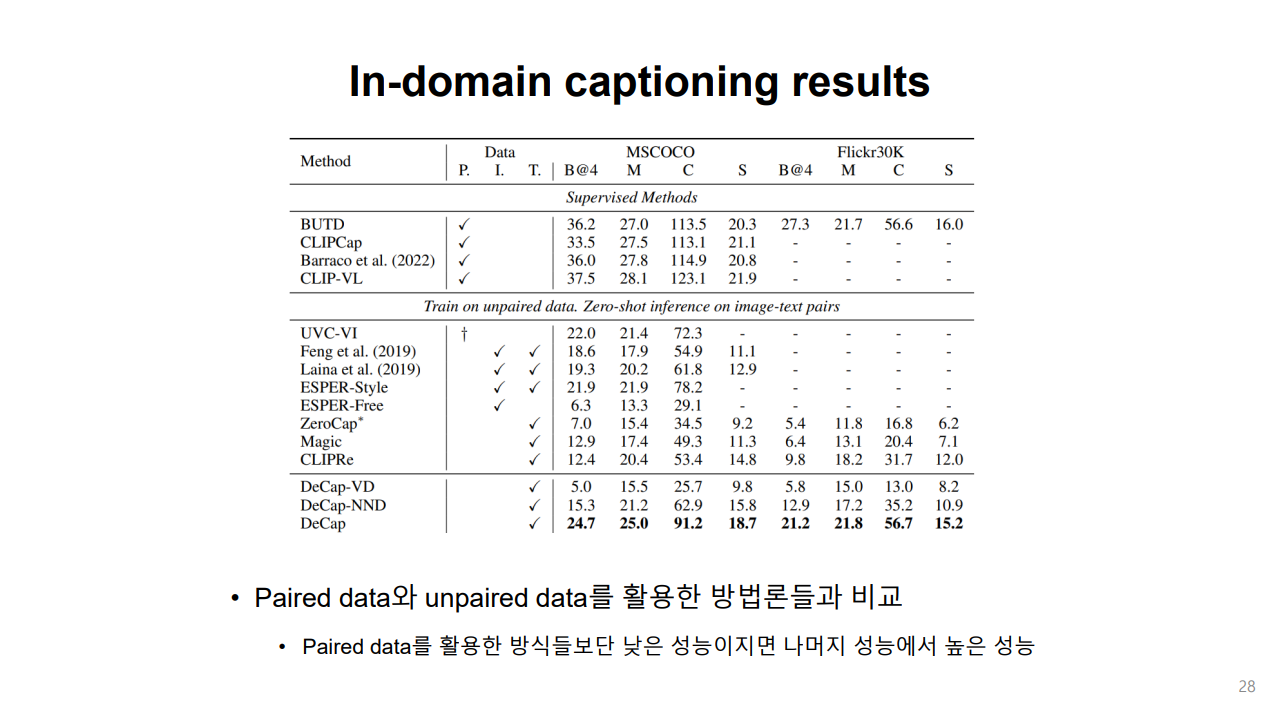 In-domain captioning results
Method Data MSCOCO Flickr30K
P. I. T. B@4 M C S B@4 M C S
Supervised Methods
BUTD ✓ 36.2 27.0 113.5 20.3 27.3 21.7 56.6 16.0
CLIPCap ✓ 33.5 27.5 113.1 21.1 - - - -
Barraco et al. (2022) ✓ 36.0 27.8 114.9 20.8 - - - -
CLIP-VL ✓ 37.5 28.1 123.1 21.9 - - - -
Train on unpaired data. Zero-shot inference on image-text pairs
UVC-VI † 22.0 21.4 72.3 - - - - -
Feng et al. (2019) ✓ ✓ 18.6 17.9 54.9 11.1 - - - -
Laina et al. (2019) ✓ ✓ 19.3 20.2 61.8 12.9 - - - -
ESPER-Style ✓ ✓ 21.9 21.9 78.2 - - - - -
ESPER-Free ✓ 6.3 13.3 29.1 - - - - -
ZeroCap* ✓ 7.0 15.4 34.5 9.2 5.4 11.8 16.8 6.2
Magic ✓ 12.9 17.4 49.3 11.3 6.4 13.1 20.4 7.1
CLIPRe ✓ 12.4 20.4 53.4 14.8 9.8 18.2 31.7 12.0
DeCap-VD ✓ 5.0 15.5 25.7 9.8 5.8 15.0 13.0 8.2
DeCap-NND ✓ 15.3 21.2 62.9 15.8 12.9 17.2 35.2 10.9
DeCap ✓ 24.7 25.0 91.2 18.7 21.2 21.8 56.7 15.2
• Paired data와 unpaired data를 활용한 방법론들과 비교
• Paired data를 활용한 방식들보단 낮은 성능이지면 나머지 성능에서 높은 성능
28